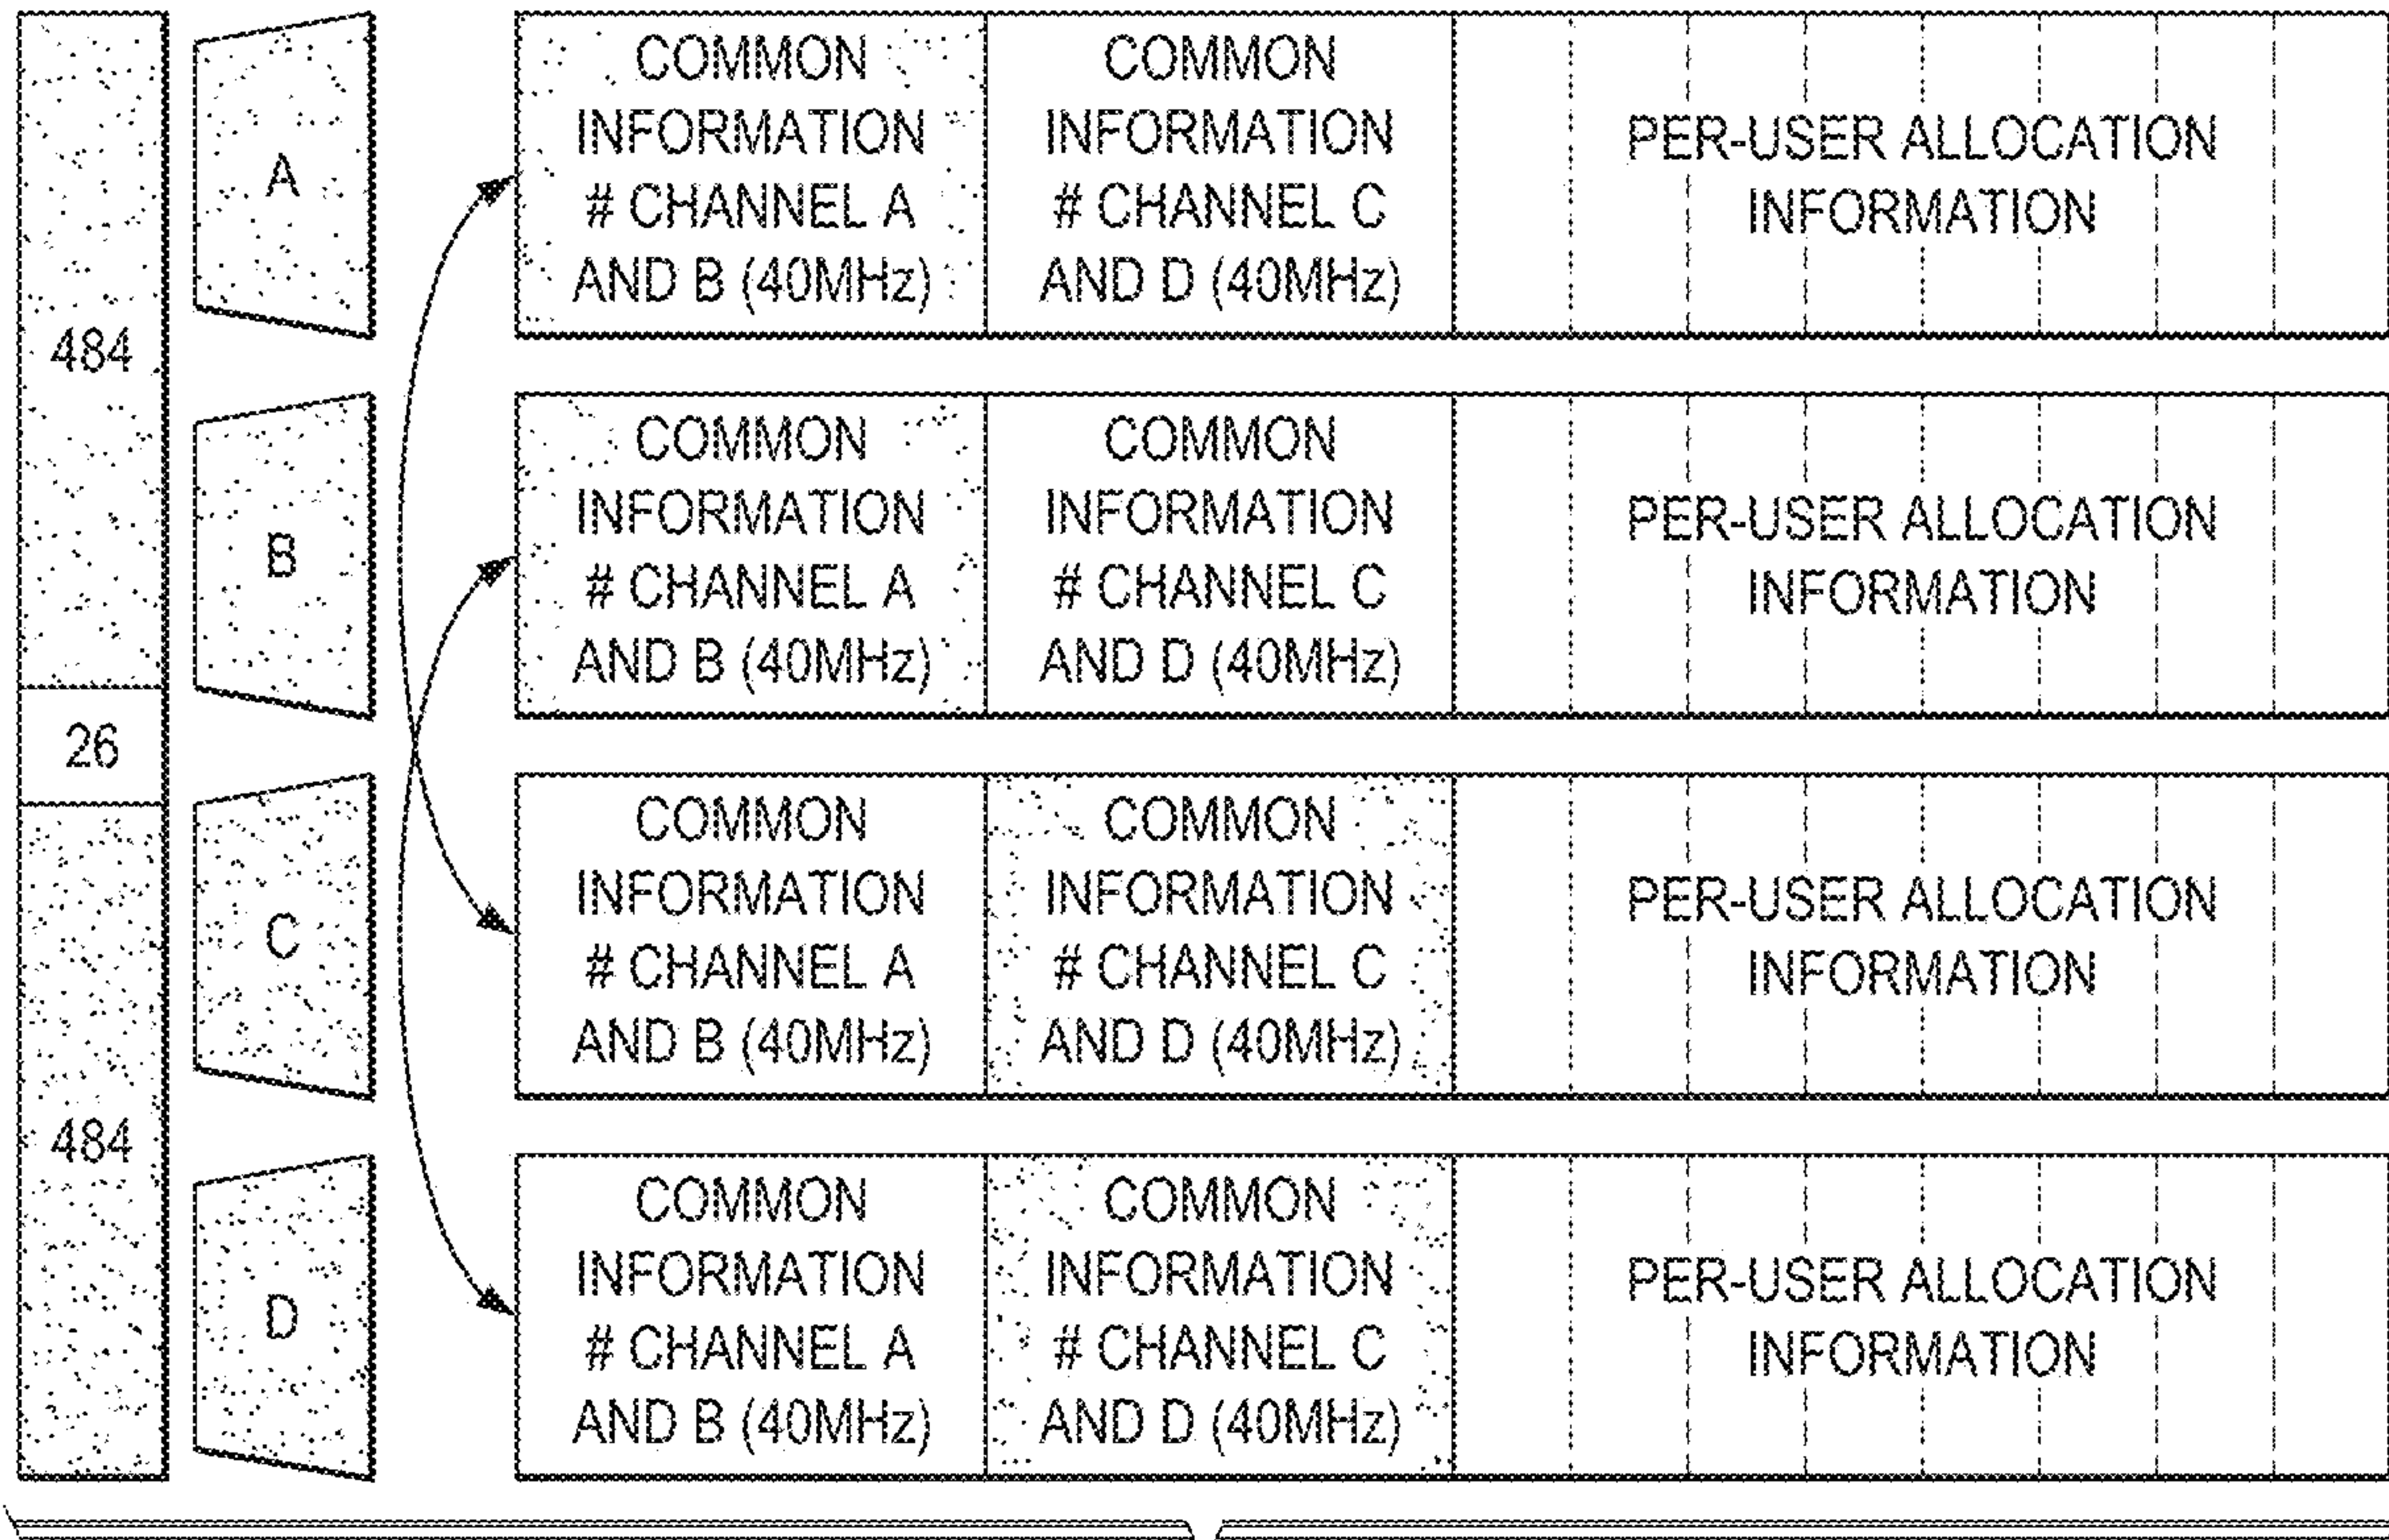 484
26
484
A
B
C
D
COMMON
INFORMATION
# CHANNEL A
AND B (40MHz)
COMMON
INFORMATION
# CHANNEL C
AND D (40MHz)
PER-USER ALLOCATION
INFORMATION
COMMON
INFORMATION
# CHANNEL A
AND B (40MHz)
COMMON
INFORMATION
# CHANNEL C
AND D (40MHz)
PER-USER ALLOCATION
INFORMATION
COMMON
INFORMATION
# CHANNEL A
AND B (40MHz)
COMMON
INFORMATION
# CHANNEL C
AND D (40MHz)
PER-USER ALLOCATION
INFORMATION
COMMON
INFORMATION
# CHANNEL A
AND B (40MHz)
COMMON
INFORMATION
# CHANNEL C
AND D (40MHz)
PER-USER ALLOCATION
INFORMATION